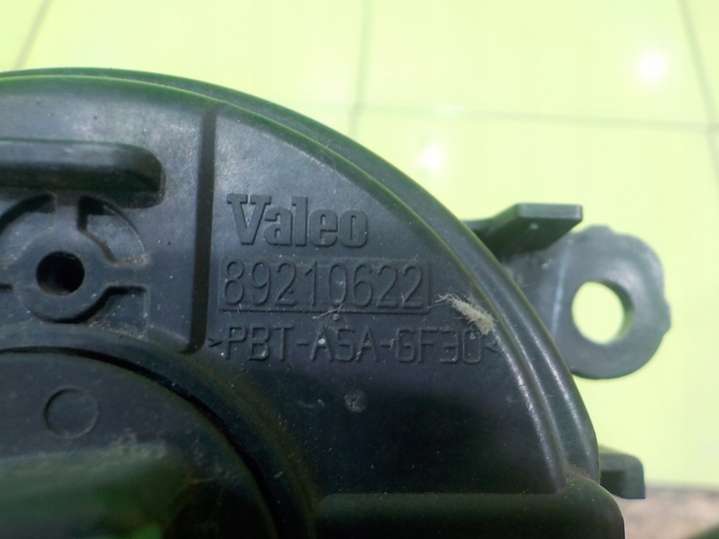 Valeo
89210622
>PBT-ASA-GF30<